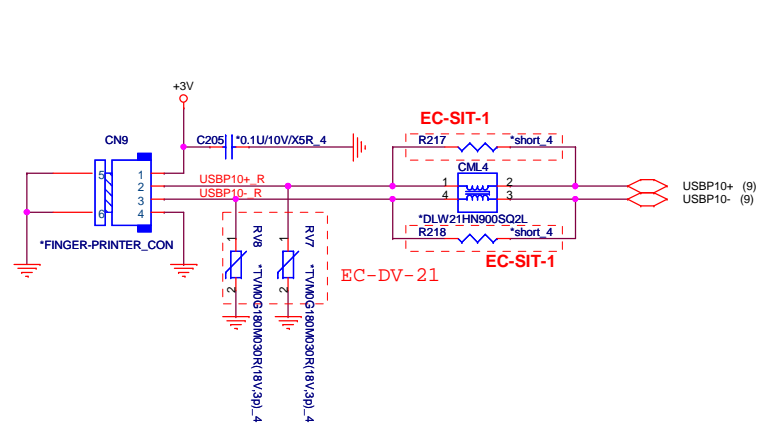 +3V
EC-SIT-1
CN9
C205
*0.1U/10V/X5R_4
R217
*short_4
CML4
5
1
USBP10+_R
1
2
USBP10+ (9)
2
USBP10-_R
3
4
3
USBP10- (9)
6
4
*DLW21HN900SQ2L
R218
*short_4
*FINGER-PRINTER_CON
EC-SIT-1
RV8
RV7
1
1
2
2
EC-DV-21
*TVM0G180M030R(18V,3p)_4
*TVM0G180M030R(18V,3p)_4